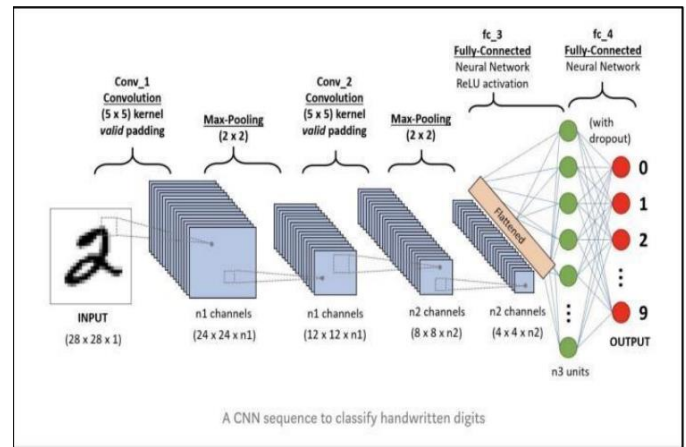 fc_3
Fully-Connected
Neural Network
ReLU activation
fc_4
Fully-Connected
Neural Network
Conv_1
Convolution
(5 x 5) kernel
valid padding
Max-Pooling
(2 x 2)
Conv_2
Convolution
(5 x 5) kernel
valid padding
Max-Pooling
(2 x 2)
(with
dropout)
Flattened
0
1
2
9
INPUT
(28 x 28 x 1)
n1 channels
(24 x 24 x n1)
n1 channels
(12 x 12 x n1)
n2 channels
(8 x 8 x n2)
n2 channels
(4 x 4 x n2)
n3 units
OUTPUT
2
A CNN sequence to classify handwritten digits